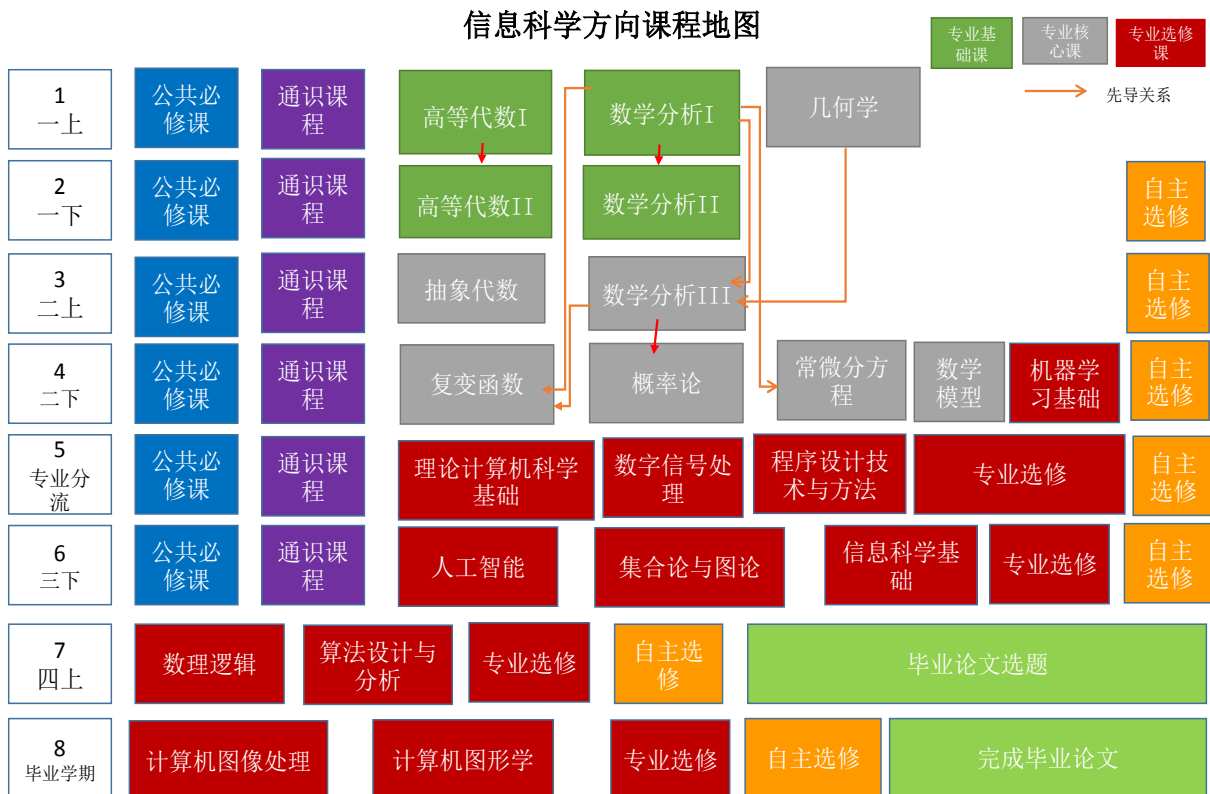 信息科学方向课程地图
专业基
础课
专业核
心课
专业选修
课
先导关系
1
一上
公共必
修课
通识课
程
高等代数I
数学分析I
几何学
2
一下
公共必
修课
通识课
程
高等代数II
数学分析II
自主
选修
3
二上
公共必
修课
通识课
程
抽象代数
数学分析III
自主
选修
4
二下
公共必
修课
通识课
程
复变函数
概率论
常微分方
程
数学
模型
机器学
习基础
自主
选修
5
专业分
流
公共必
修课
通识课
程
理论计算机科学
基础
数字信号处
理
程序设计技
术与方法
专业选修
自主
选修
6
三下
公共必
修课
通识课
程
人工智能
集合论与图论
信息科学基
础
专业选修
自主
选修
7
四上
数理逻辑
算法设计与
分析
专业选修
自主选
修
毕业论文选题
8
毕业学期
计算机图像处理
计算机图形学
专业选修
自主选修
完成毕业论文